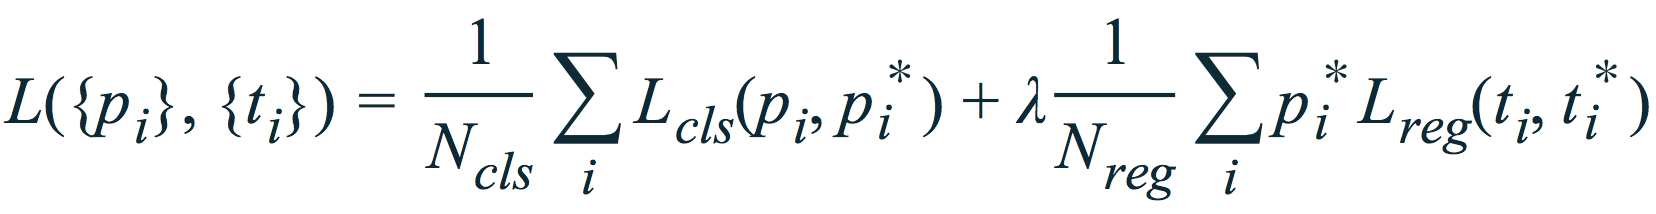 L({p_i}, {t_i}) = \frac{1}{N_{cls}} \sum_i L_{cls}(p_i, p_i^*) + λ \frac{1}{N_{reg}} \sum_i p_i^* L_{reg}(t_i, t_i^*)